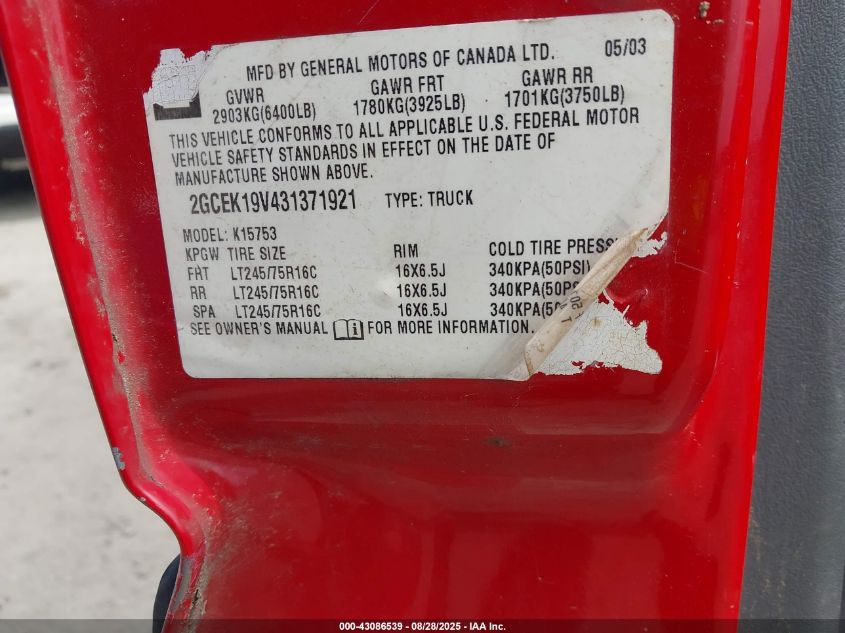 MFD BY GENERAL MOTORS OF CANADA LTD. 05/03
GVWR GAWR FRT GAWR RR
2903KG(6400LB) 1780KG(3925LB) 1701KG(3750LB)
THIS VEHICLE CONFORMS TO ALL APPLICABLE U.S. FEDERAL MOTOR
VEHICLE SAFETY STANDARDS IN EFFECT ON THE DATE OF
MANUFACTURE SHOWN ABOVE.
2GCEK19V431371921 TYPE: TRUCK
MODEL: K15753
KPGW TIRE SIZE RIM COLD TIRE PRESS
FRT LT245/75R16C 16X6.5J 340KPA(50PSI)
RR LT245/75R16C 16X6.5J 340KPA(50PS
SPA LT245/75R16C 16X6.5J 340KPA(50
SEE OWNER'S MANUAL FOR MORE INFORMATION.
000-43086539 - 08/28/2025 - IAA Inc.